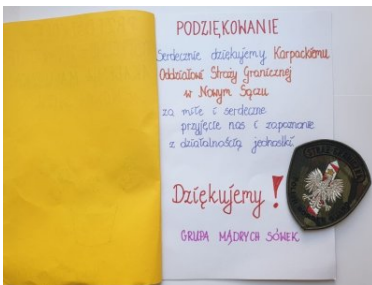 PODZIĘKOWANIE
Serdecznie dziękujemy Karpackiemu
Oddziałowi Straży Granicznej
w Nowym Sączu
za miłe i serdeczne
przyjęcie nas i zapoznanie
z działalnością jednostki
Dziękujemy!
GRUPA MĄDRYCH SÓWEK